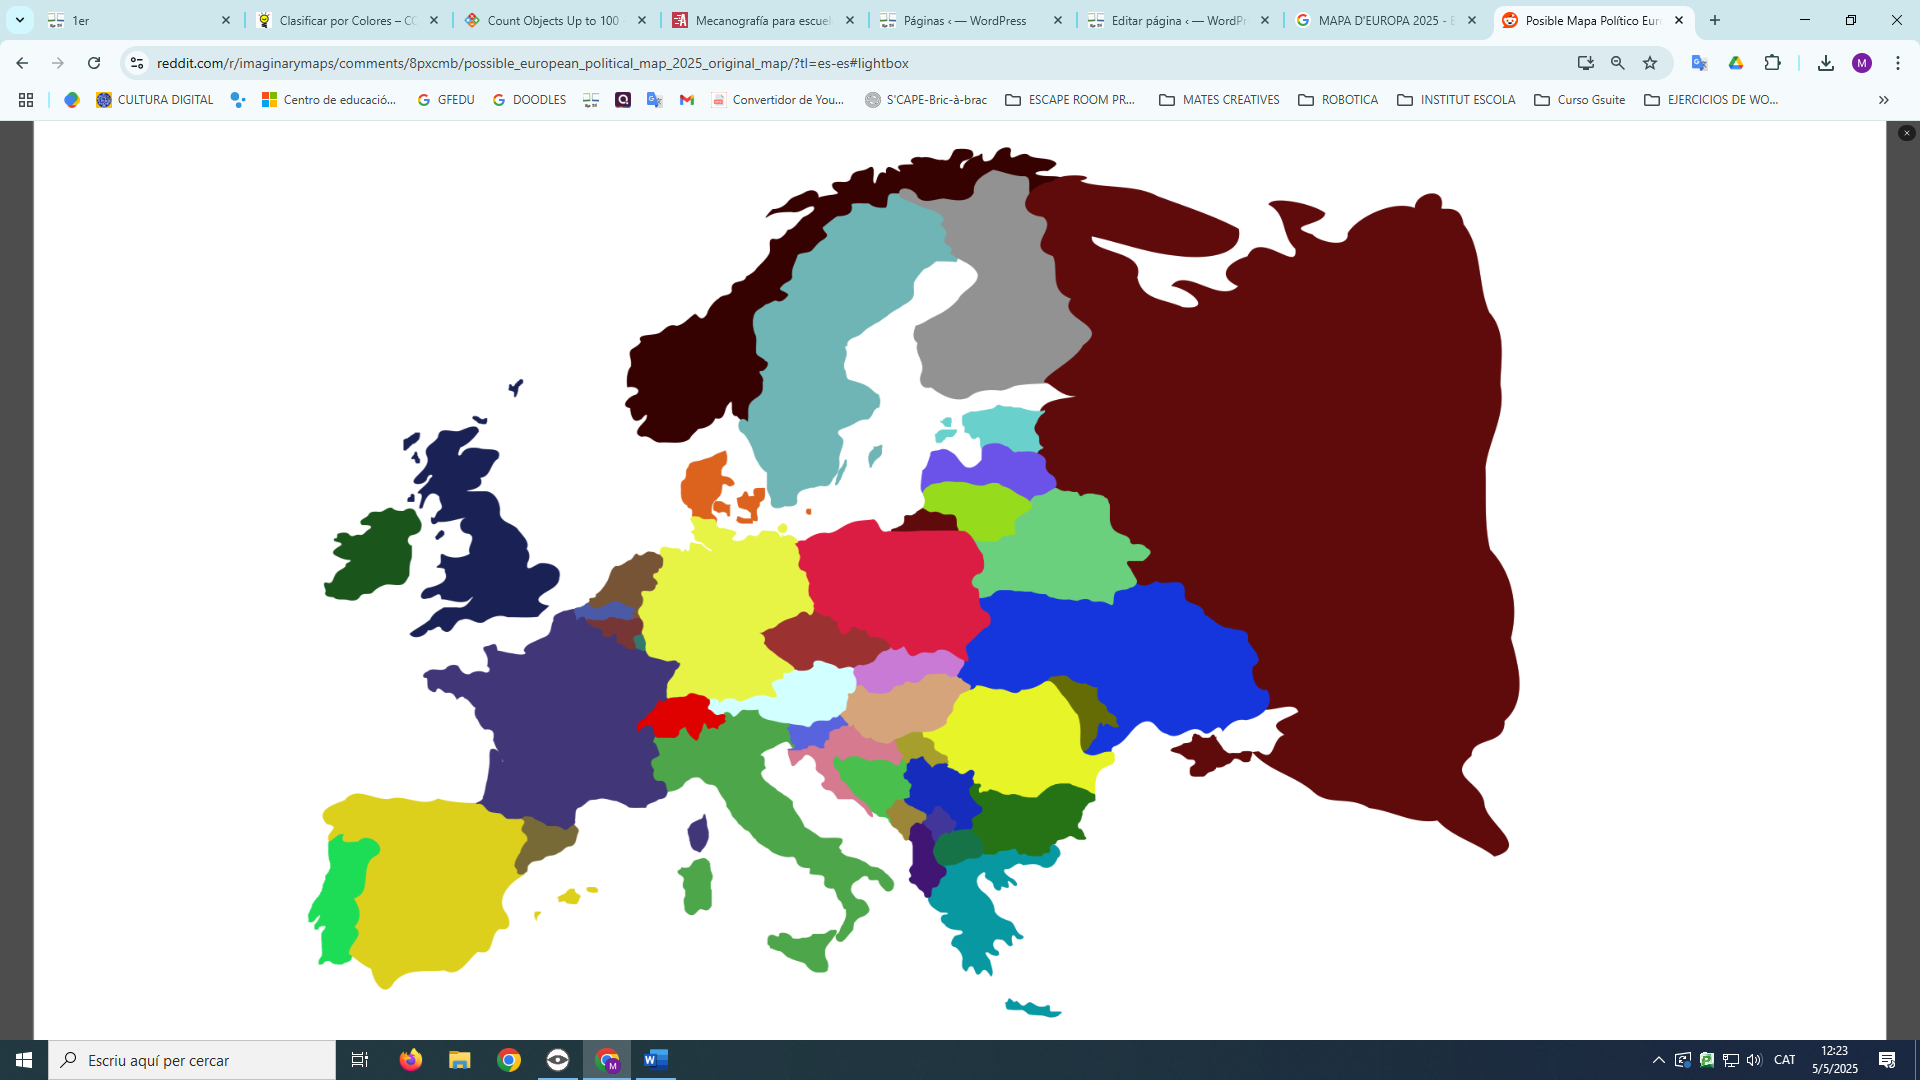 1er
Clasificar por Colores – CC
Count Objects Up to 100
Mecanografía para escuel
Páginas ‹ — WordPress
Editar página ‹ — WordPr
MAPA D'EUROPA 2025 - B
Posible Mapa Político Eur
reddit.com/r/imaginarymaps/comments/8pxcmb/possible_european_political_map_2025_original_map/?tl=es-es#lightbox
M
CULTURA DIGITAL
Centro de educació...
GFEDU
DOODLES
Convertidor de You...
S'CAPE-Bric-à-brac
ESCAPE ROOM PR...
MATES CREATIVES
ROBOTICA
INSTITUT ESCOLA
Curso Gsuite
EJERCICIOS DE WO...
Escriu aquí per cercar
CAT
12:23
5/5/2025